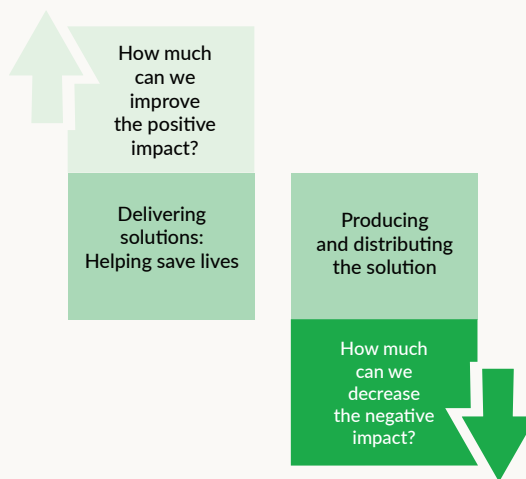 How much
can we
improve
the positive
impact?
Delivering
solutions:
Helping save lives
Producing
and distributing
the solution
How much
can we
decrease
the negative
impact?